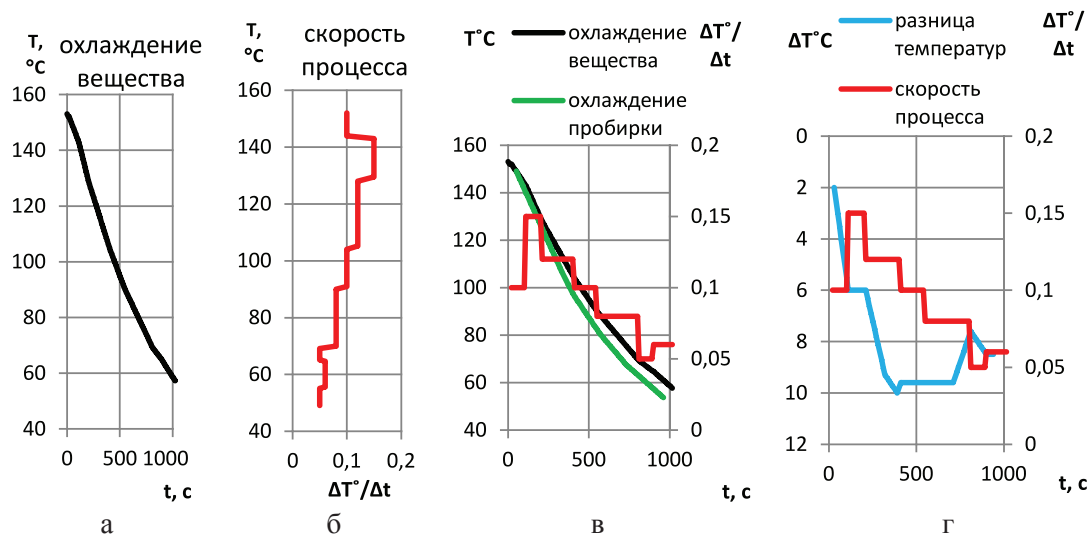 T,
°C
охлаждение
вещества
160
140
120
100
80
60
40
0
500
1000
t, c
а
T,
°C
скорость
процесса
160
140
120
100
80
60
40
0
0,1
0,2
ΔT˚/Δt
б
T˚C
охлаждение
вещества
ΔT˚/
Δt
охлаждение
пробирки
160
140
120
100
80
60
40
0,2
0,15
0,1
0,05
0
0
500
1000
t, c
в
ΔT˚C
разница
температур
ΔT˚/
Δt
скорость
процесса
0
2
4
6
8
10
12
0,2
0,15
0,1
0,05
0
0
500
1000
t, c
г